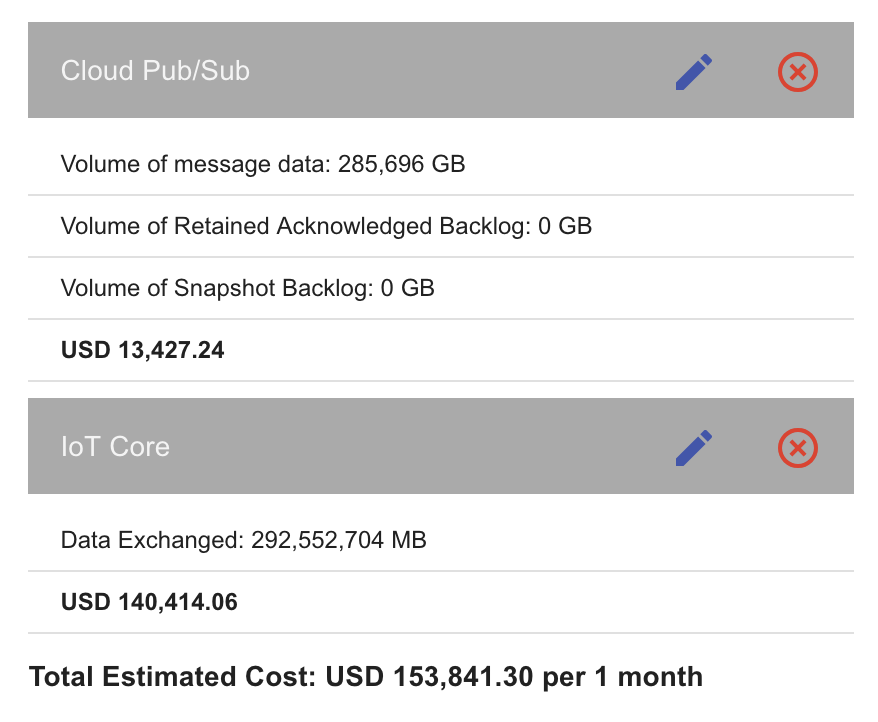 Cloud Pub/Sub
Volume of message data: 285,696 GB
Volume of Retained Acknowledged Backlog: 0 GB
Volume of Snapshot Backlog: 0 GB
USD 13,427.24
IoT Core
Data Exchanged: 292,552,704 MB
USD 140,414.06
Total Estimated Cost: USD 153,841.30 per 1 month